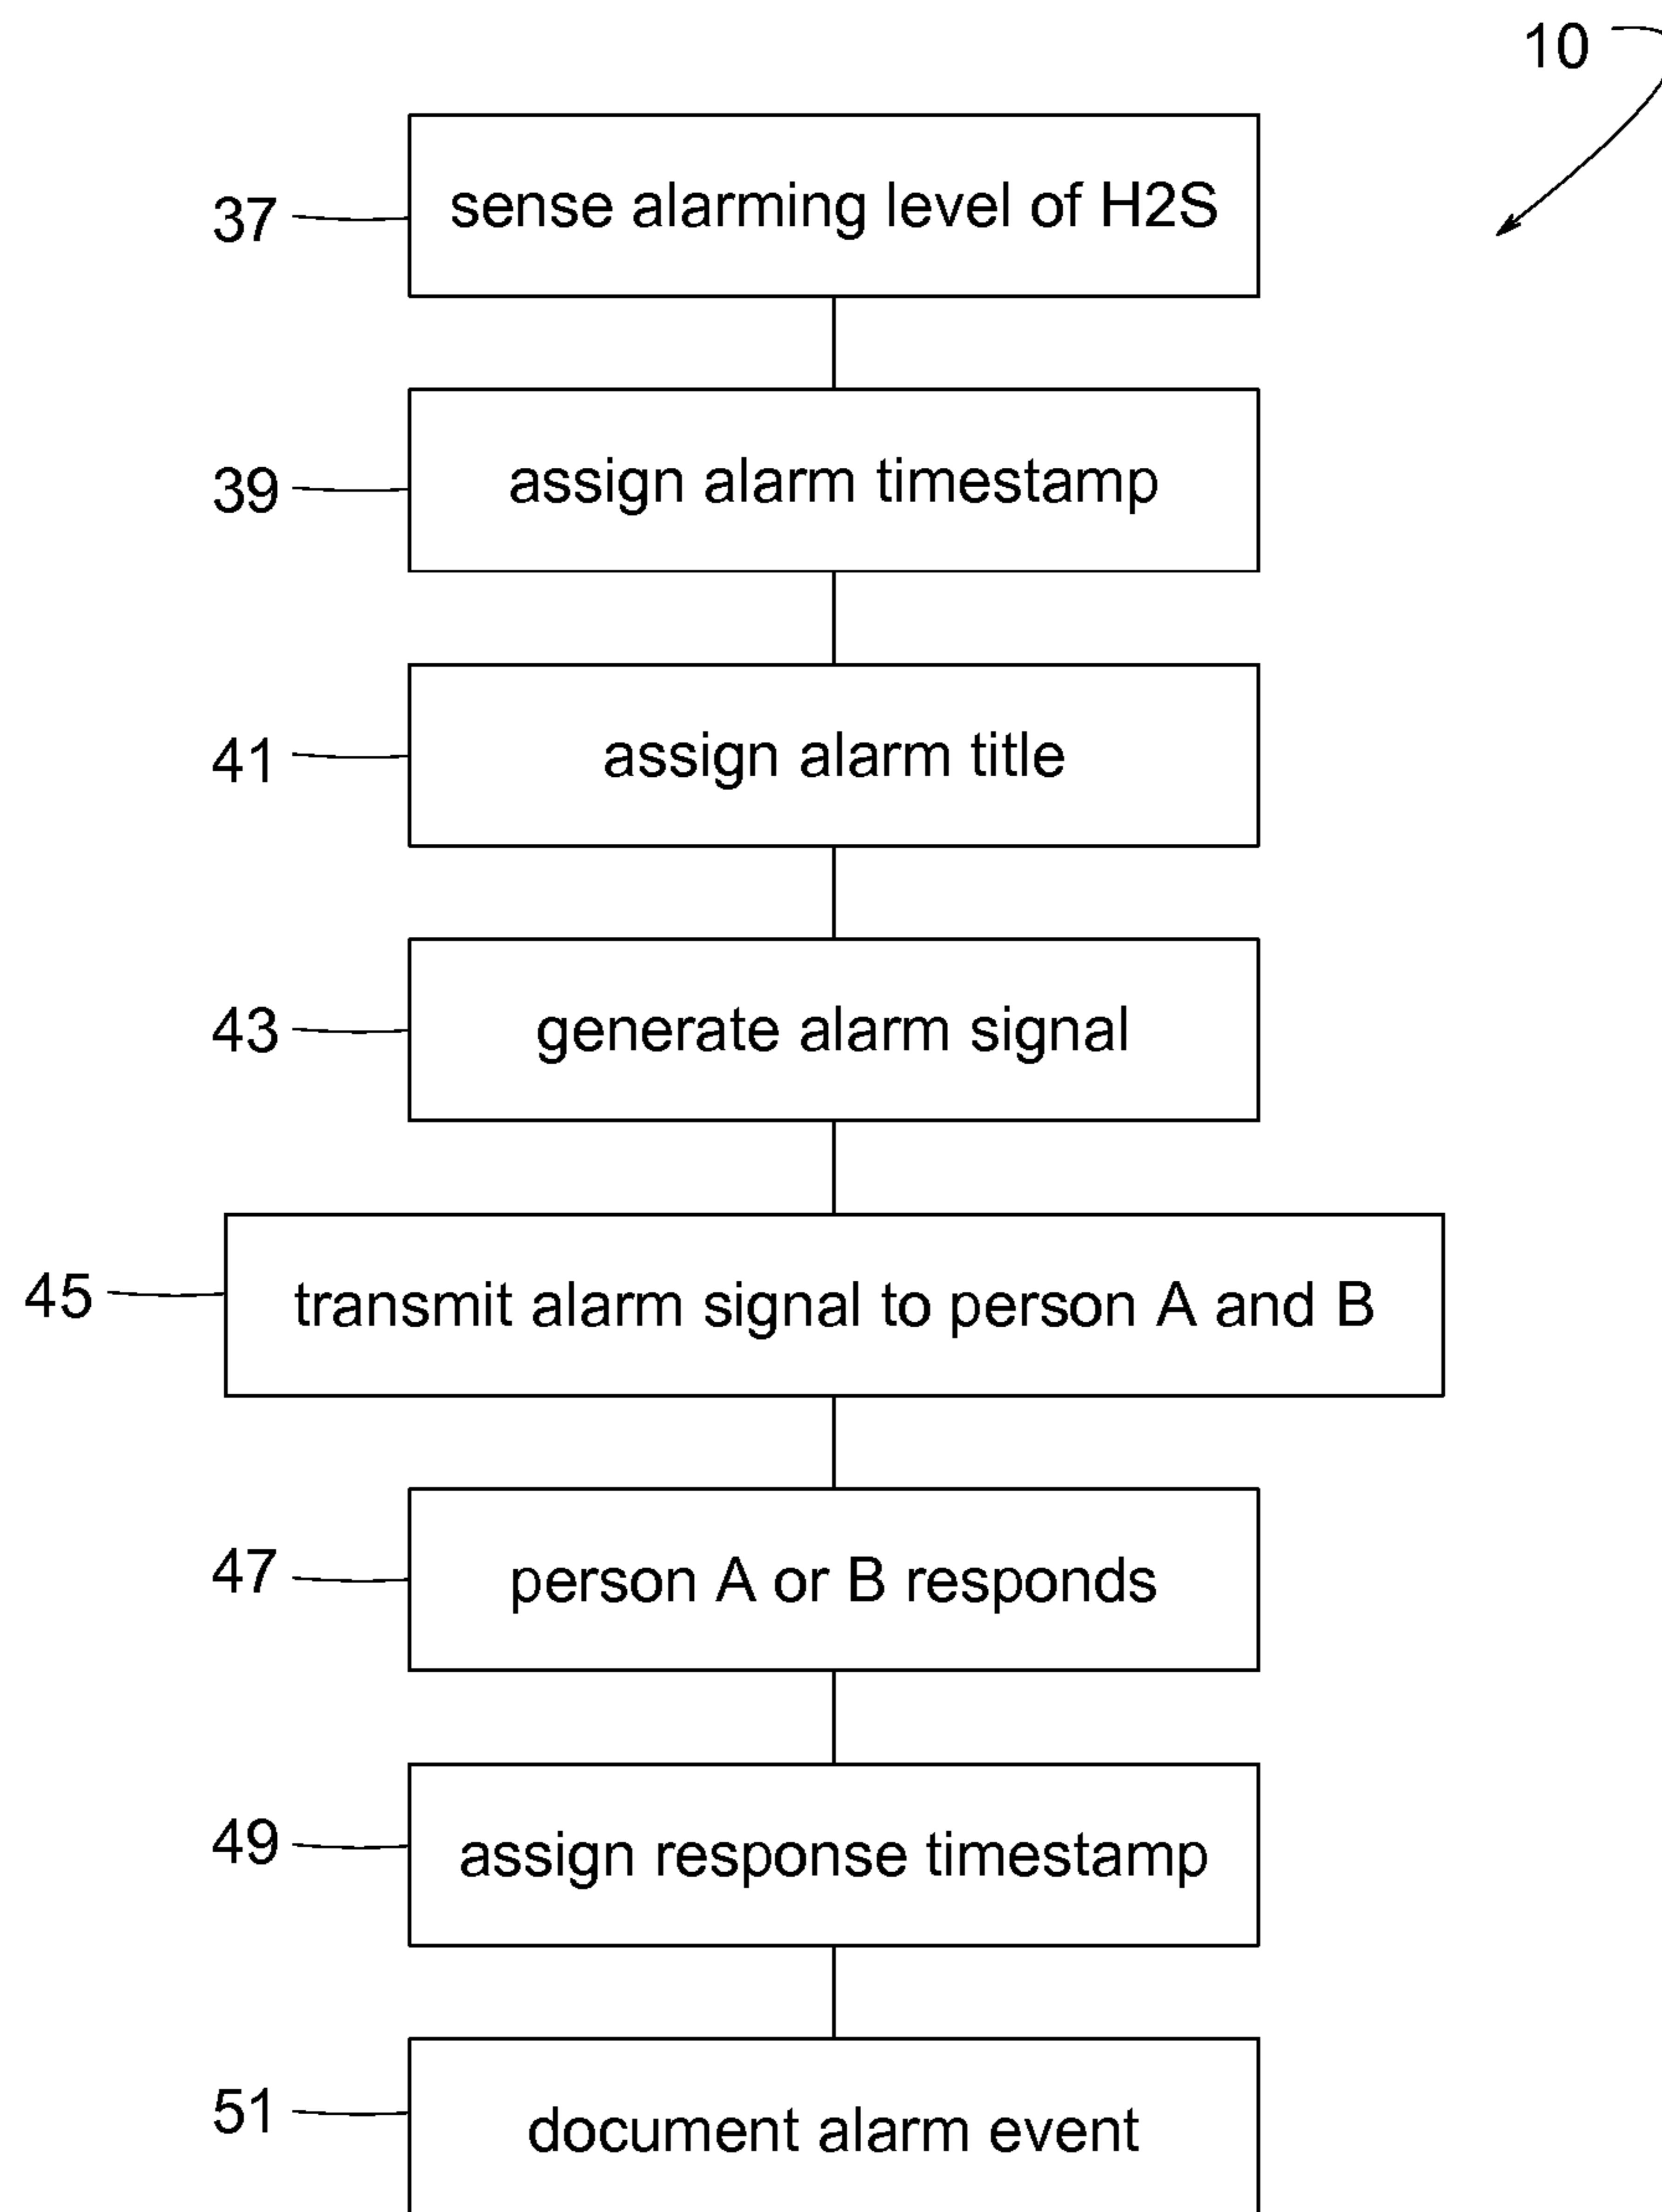 10
37 sense alarming level of H2S
39 assign alarm timestamp
41 assign alarm title
43 generate alarm signal
45 transmit alarm signal to person A and B
47 person A or B responds
49 assign response timestamp
51 document alarm event